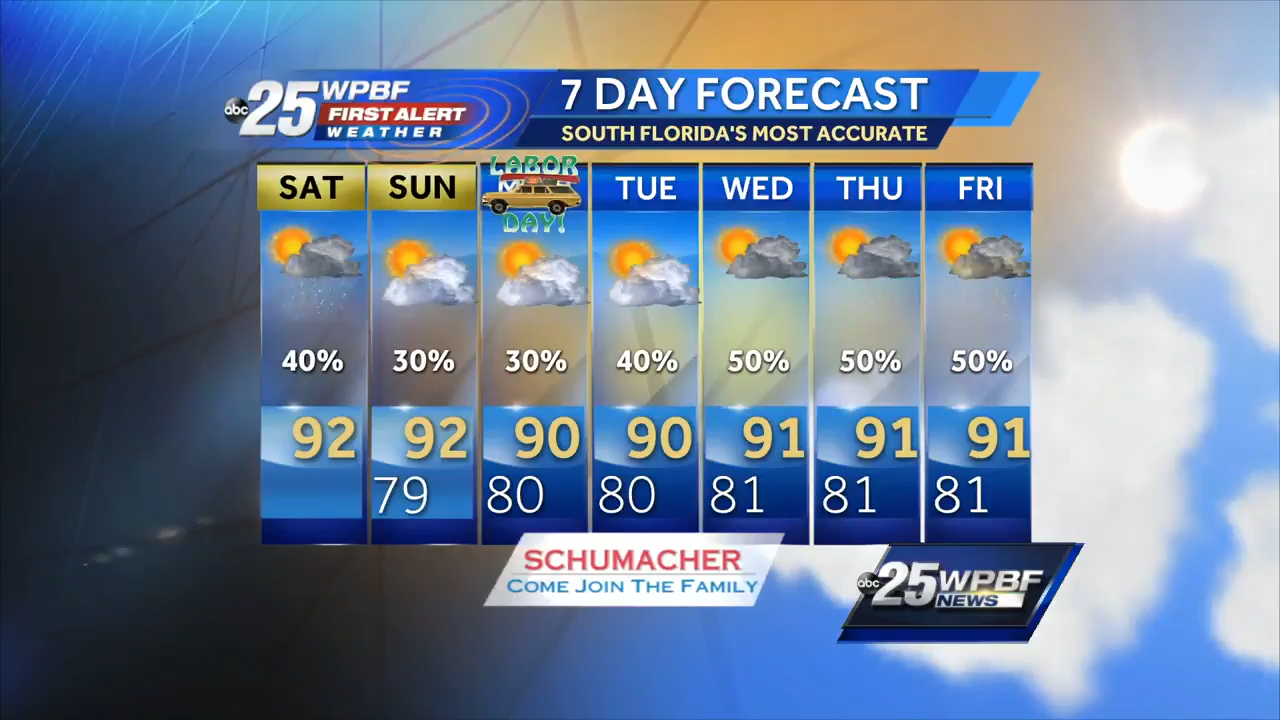 abc 25 WPBF
FIRST ALERT
WEATHER
7 DAY FORECAST
SOUTH FLORIDA'S MOST ACCURATE
SAT SUN LABOR DAY! TUE WED THU FRI
40% 30% 30% 40% 50% 50% 50%
92 92 90 90 91 91 91
79 80 80 81 81 81
SCHUMACHER
COME JOIN THE FAMILY
abc 25 WPBF
NEWS